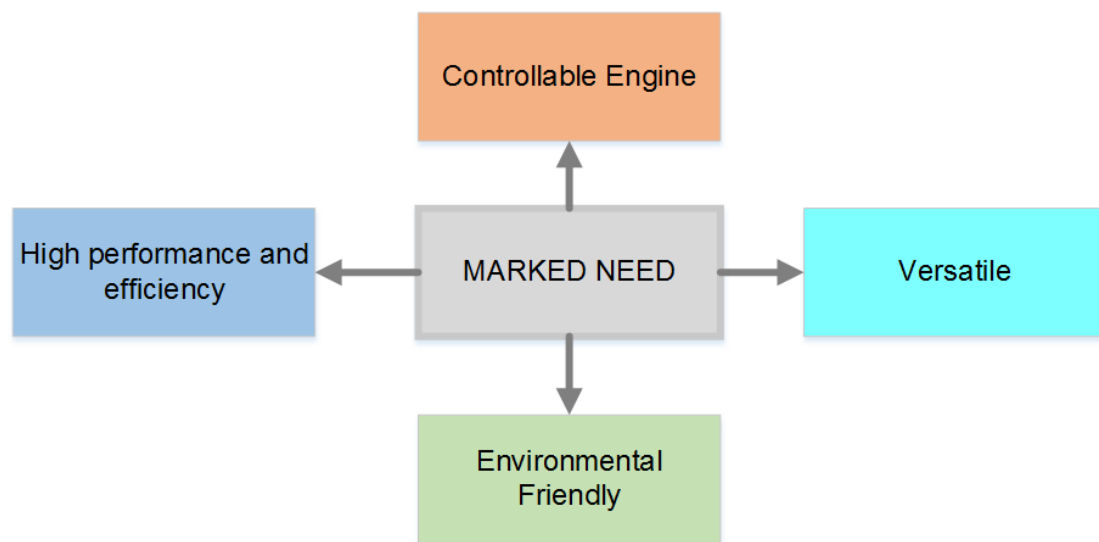 Controllable Engine
High performance and
efficiency
MARKED NEED
Versatile
Environmental
Friendly